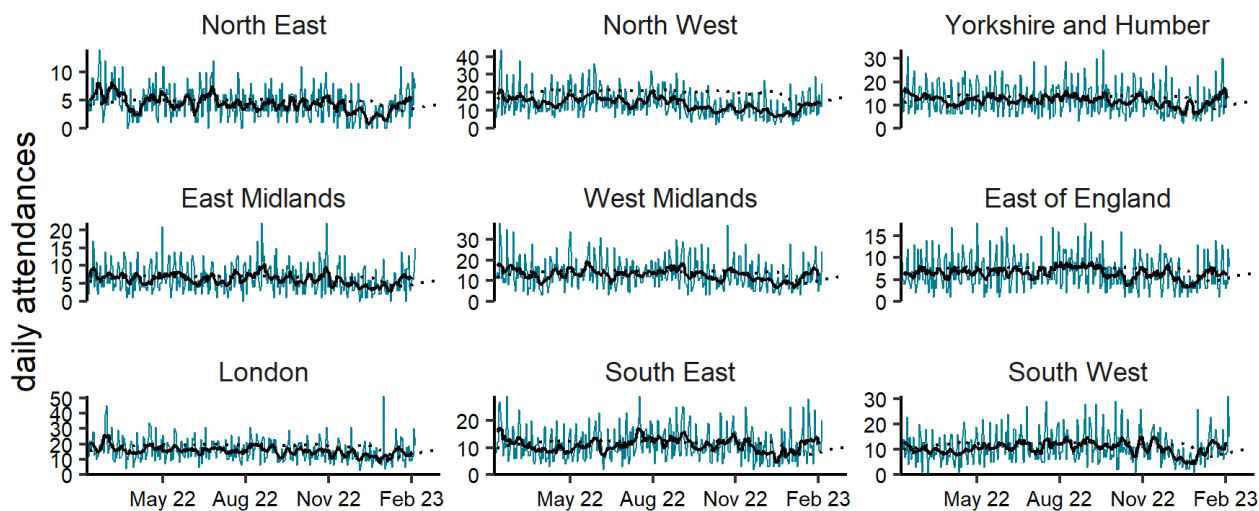 daily attendances
North East
10
5
0
North West
40
30
20
10
0
Yorkshire and Humber
30
20
10
0
East Midlands
20
15
10
5
0
West Midlands
30
20
10
0
East of England
15
10
5
0
London
50
40
30
20
10
0
May 22 Aug 22 Nov 22 Feb 23
South East
20
10
0
May 22 Aug 22 Nov 22 Feb 23
South West
30
20
10
0
May 22 Aug 22 Nov 22 Feb 23